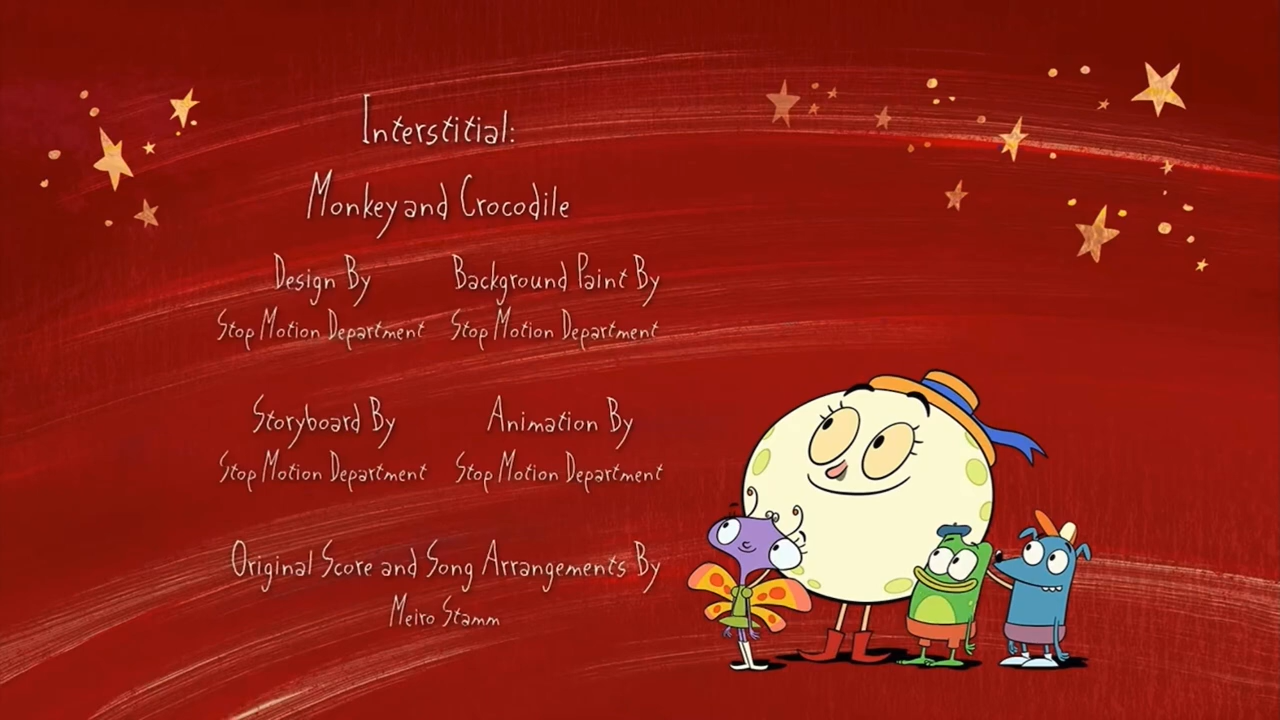 Interstitial:
Monkey and Crocodile
Design By
Stop Motion Department
Background Paint By
Stop Motion Department
Storyboard By
Stop Motion Department
Animation By
Stop Motion Department
Original Score and Song Arrangements By
Meiro Stamm